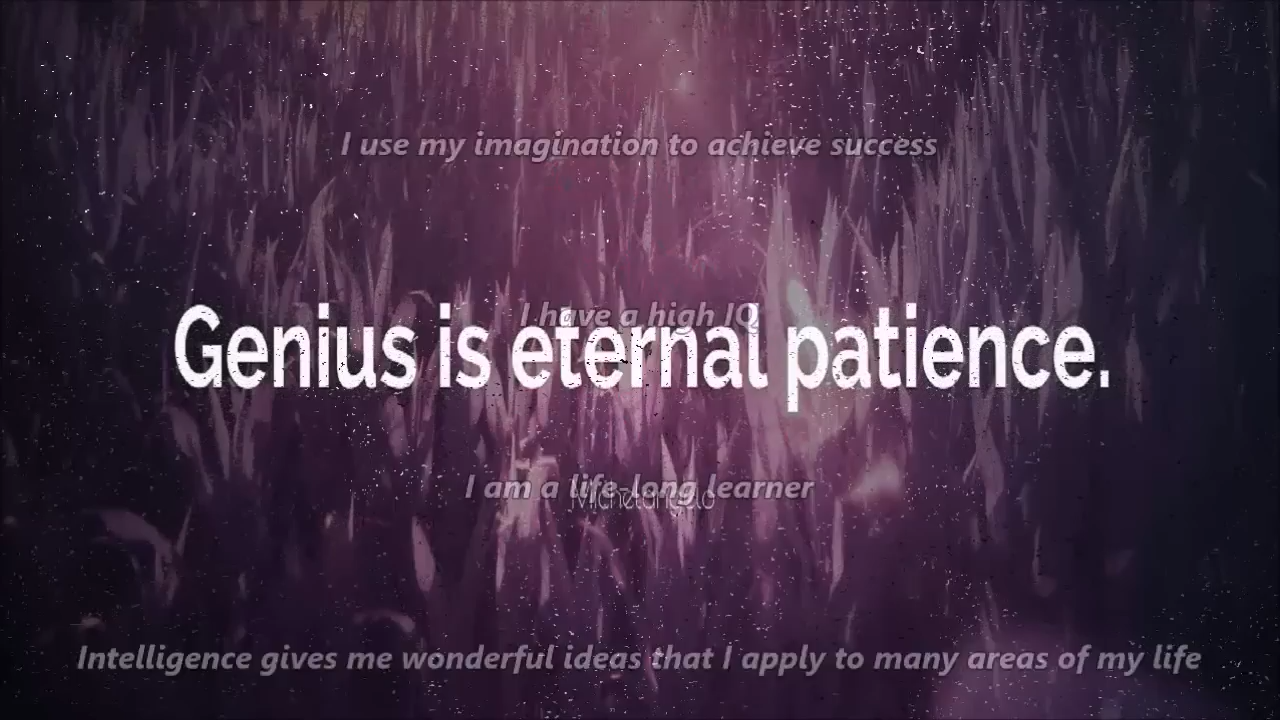 I use my imagination to achieve success
I have a high IQ
Genius is eternal patience.
I am a life-long learner
Michelangelo
Intelligence gives me wonderful ideas that I apply to many areas of my life